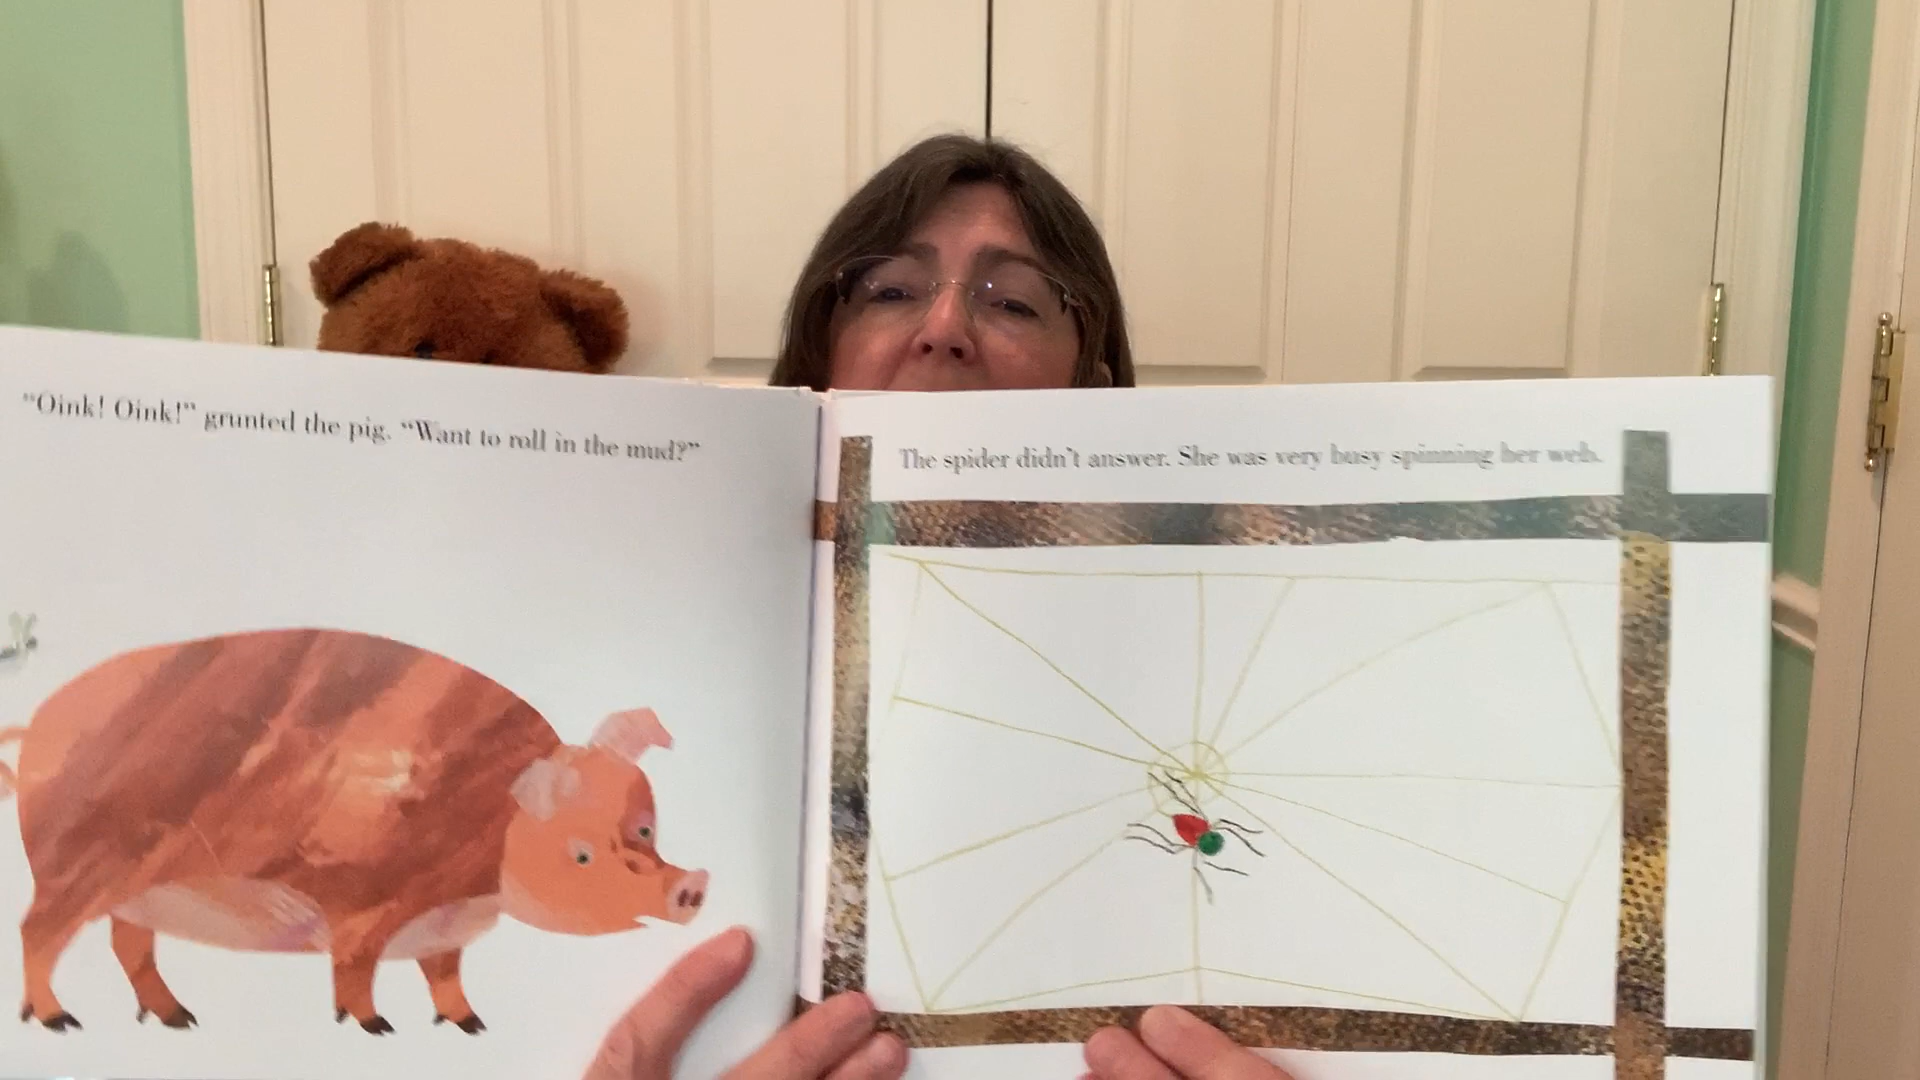 “Oink! Oink!” grunted the pig. “Want to roll in the mud?”
The spider didn’t answer. She was very busy spinning her web.